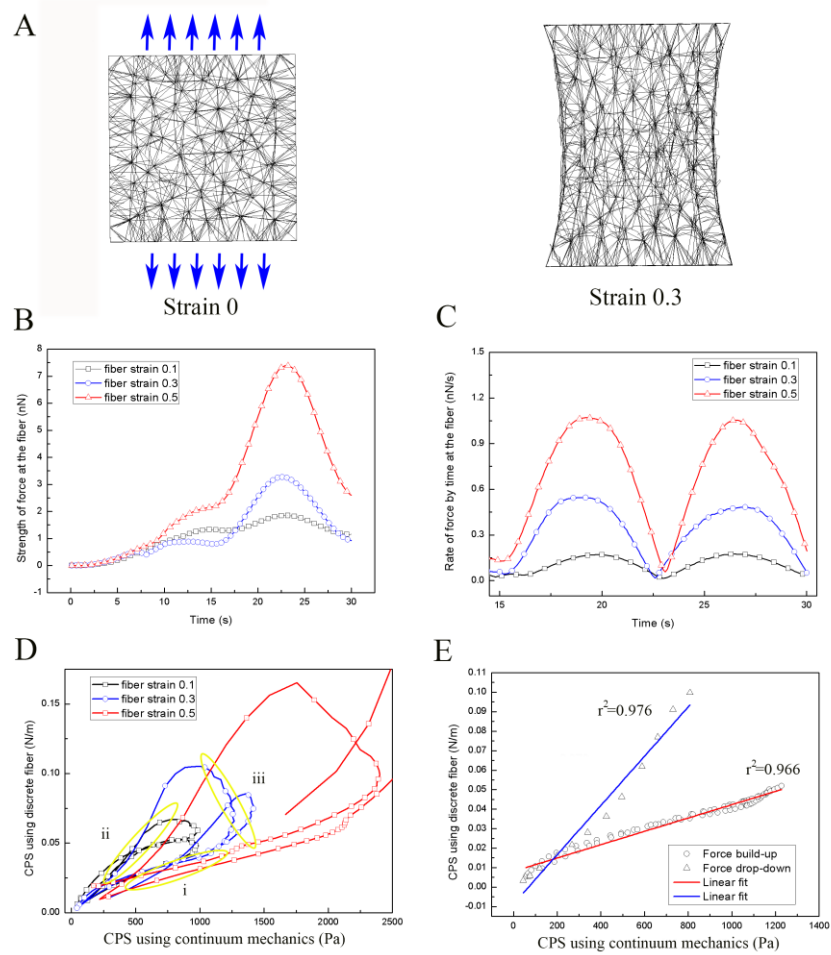 A
Strain 0
Strain 0.3
B
Strength of force at the fiber (nN)
8
7
6
5
4
3
2
1
0
-1
fiber strain 0.1
fiber strain 0.3
fiber strain 0.5
0 5 10 15 20 25 30
Time (s)
C
Rate of force by time at the fiber (nN/s)
1.5
1.2
0.9
0.6
0.3
0.0
fiber strain 0.1
fiber strain 0.3
fiber strain 0.5
15 20 25 30
Time (s)
D
CPS using discrete fiber (N/m)
0.15
0.10
0.05
0.00
fiber strain 0.1
fiber strain 0.3
fiber strain 0.5
ii
iii
i
0 500 1000 1500 2000 2500
CPS using continuum mechanics (Pa)
E
CPS using discrete fiber (N/m)
0.11
0.10
0.09
0.08
0.07
0.06
0.05
0.04
0.03
0.02
0.01
0.00
-0.01
r²=0.976
r²=0.966
Force build-up
Force drop-down
Linear fit
Linear fit
0 200 400 600 800 1000 1200 1400
CPS using continuum mechanics (Pa)